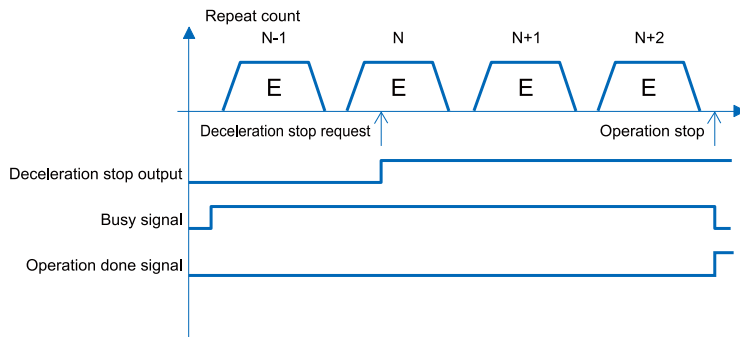 Repeat count
N-1 N N+1 N+2
E E E E
Deceleration stop request Operation stop
Deceleration stop output
Busy signal
Operation done signal